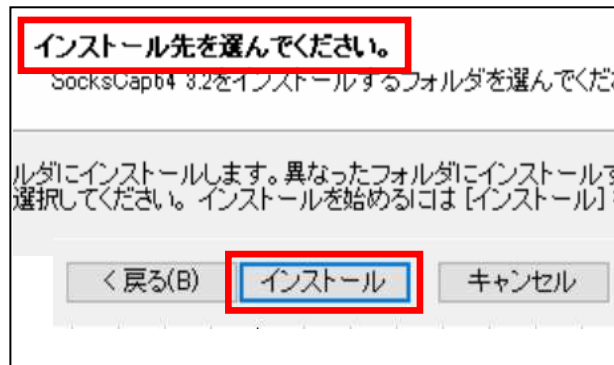 インストール先を選んでください。
SocksCap64 3.2をインストールするフォルダを選んでくだ
ルダにインストールします。異なったフォルダにインストールす
選択してください。インストールを始めるには [インストール]
< 戻る(B) インストール キャンセル